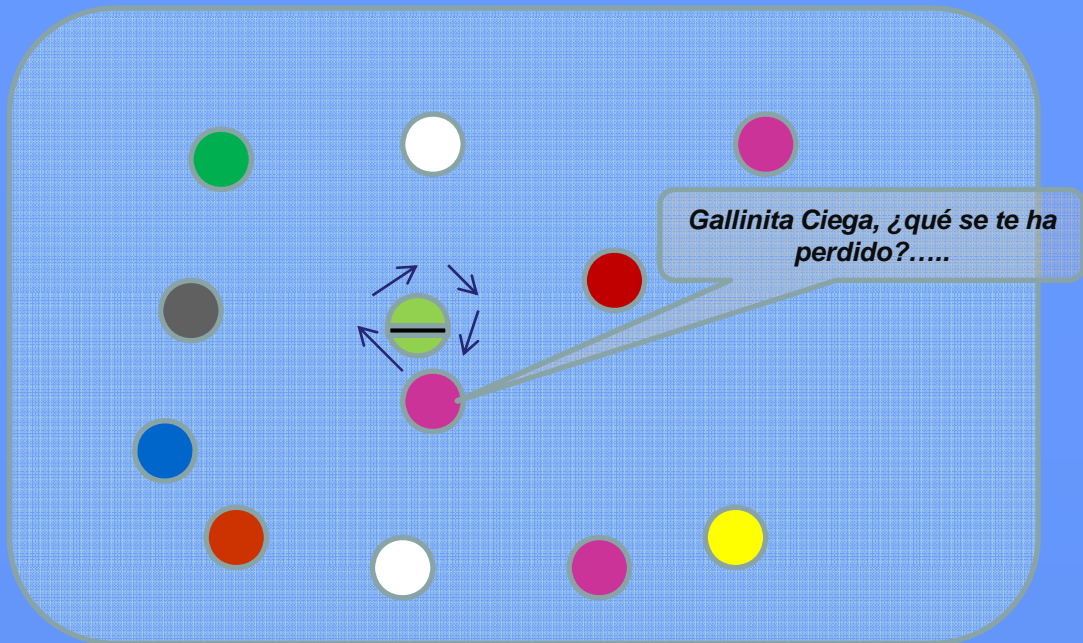 Gallinita Ciega, ¿qué se te ha
perdido?.....